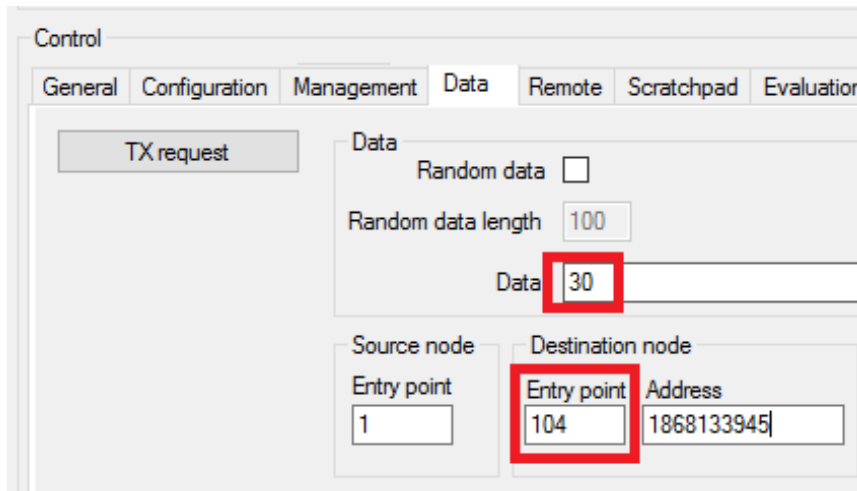 Control
General Configuration Management Data Remote Scratchpad Evaluation
TX request
Data
Random data
Random data length 100
Data 30
Source node
Destination node
Entry point
Entry point Address
1
104 1868133945